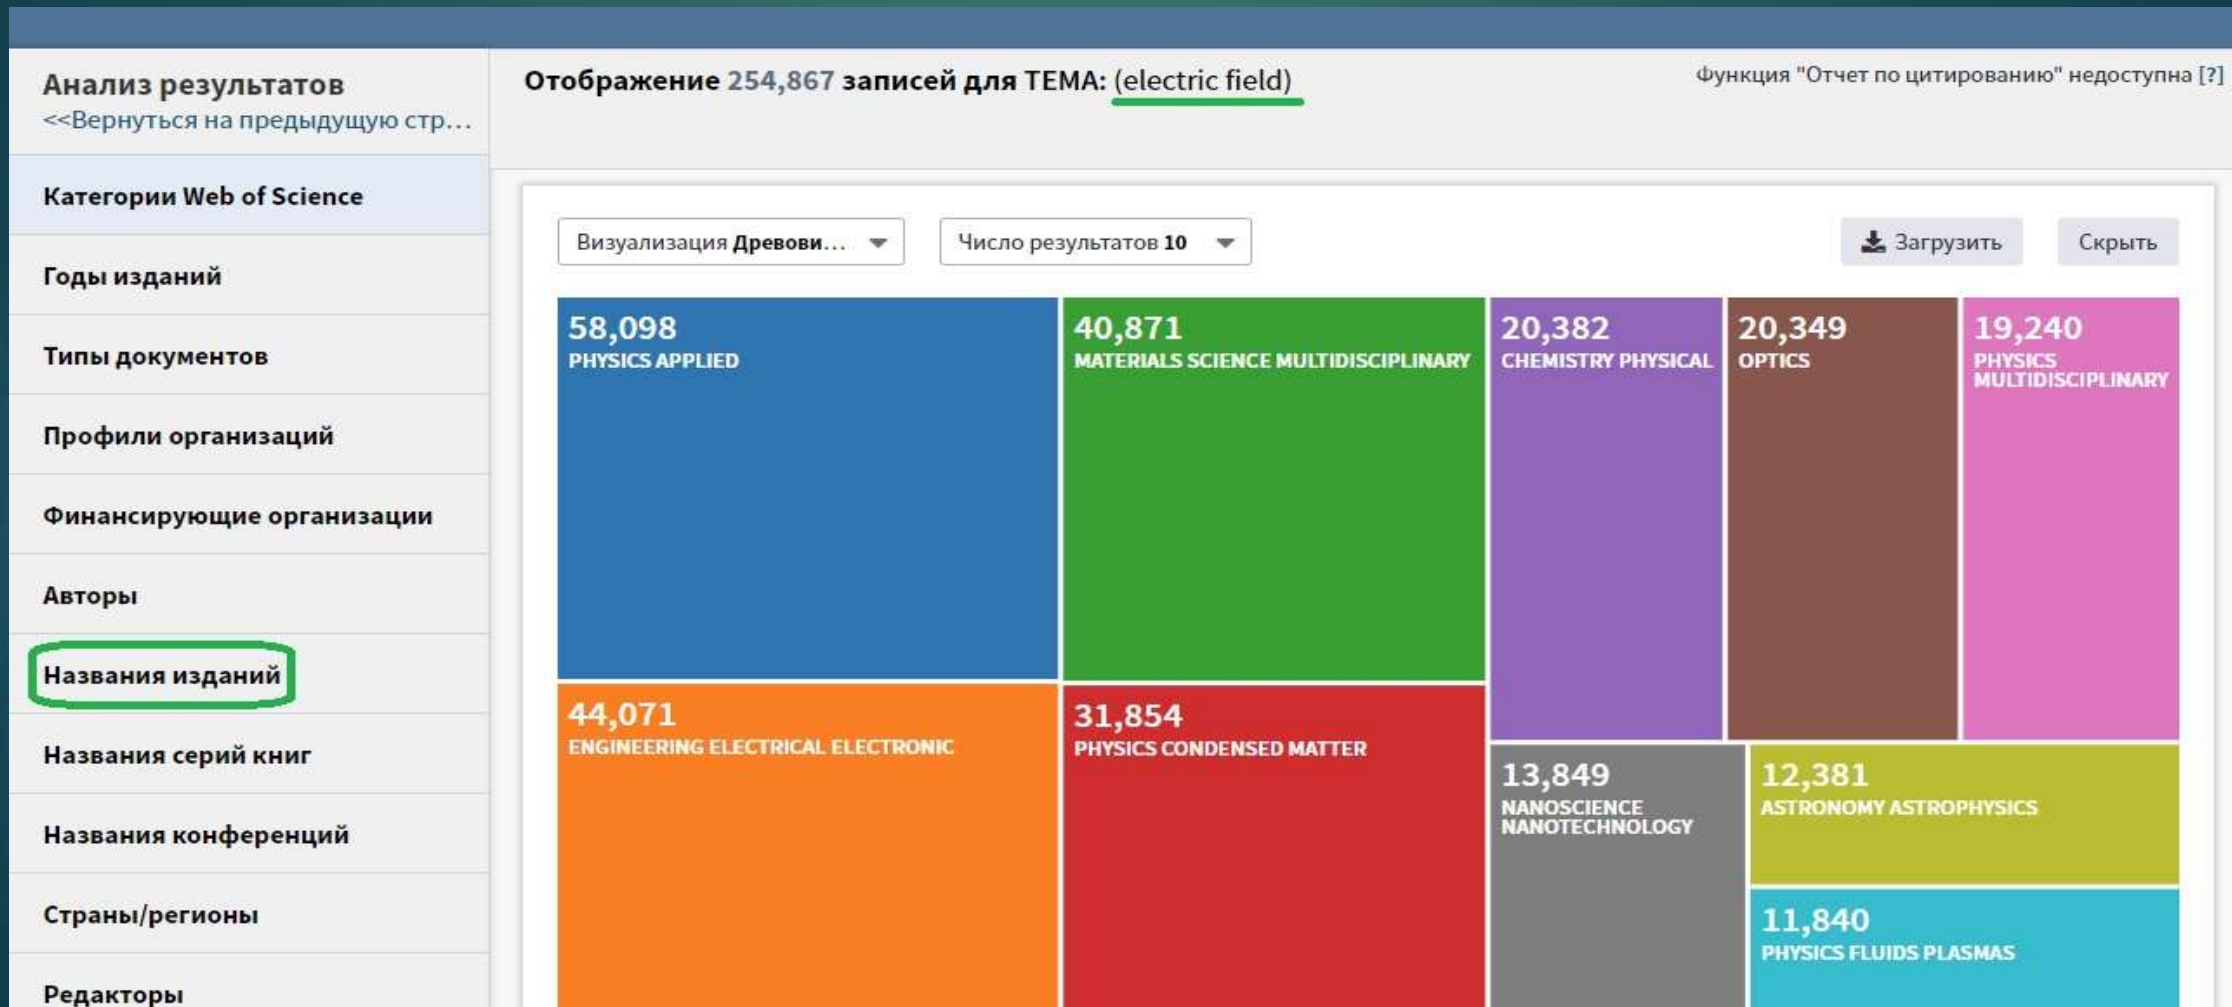 Анализ результатов
<<Вернуться на предыдущую стр...
Категории Web of Science
Годы изданий
Типы документов
Профили организаций
Финансирующие организации
Авторы
Названия изданий
Названия серий книг
Названия конференций
Страны/регионы
Редакторы
Отображение 254,867 записей для ТЕМА: (electric field)
Функция "Отчет по цитированию" недоступна [?]
Визуализация Древови...
Число результатов 10
Загрузить
Скрыть
58,098
PHYSICS APPLIED
40,871
MATERIALS SCIENCE MULTIDISCIPLINARY
20,382
CHEMISTRY PHYSICAL
20,349
OPTICS
19,240
PHYSICS
MULTIDISCIPLINARY
44,071
ENGINEERING ELECTRICAL ELECTRONIC
31,854
PHYSICS CONDENSED MATTER
13,849
NANOSCIENCE
NANOTECHNOLOGY
12,381
ASTRONOMY ASTROPHYSICS
11,840
PHYSICS FLUIDS PLASMAS